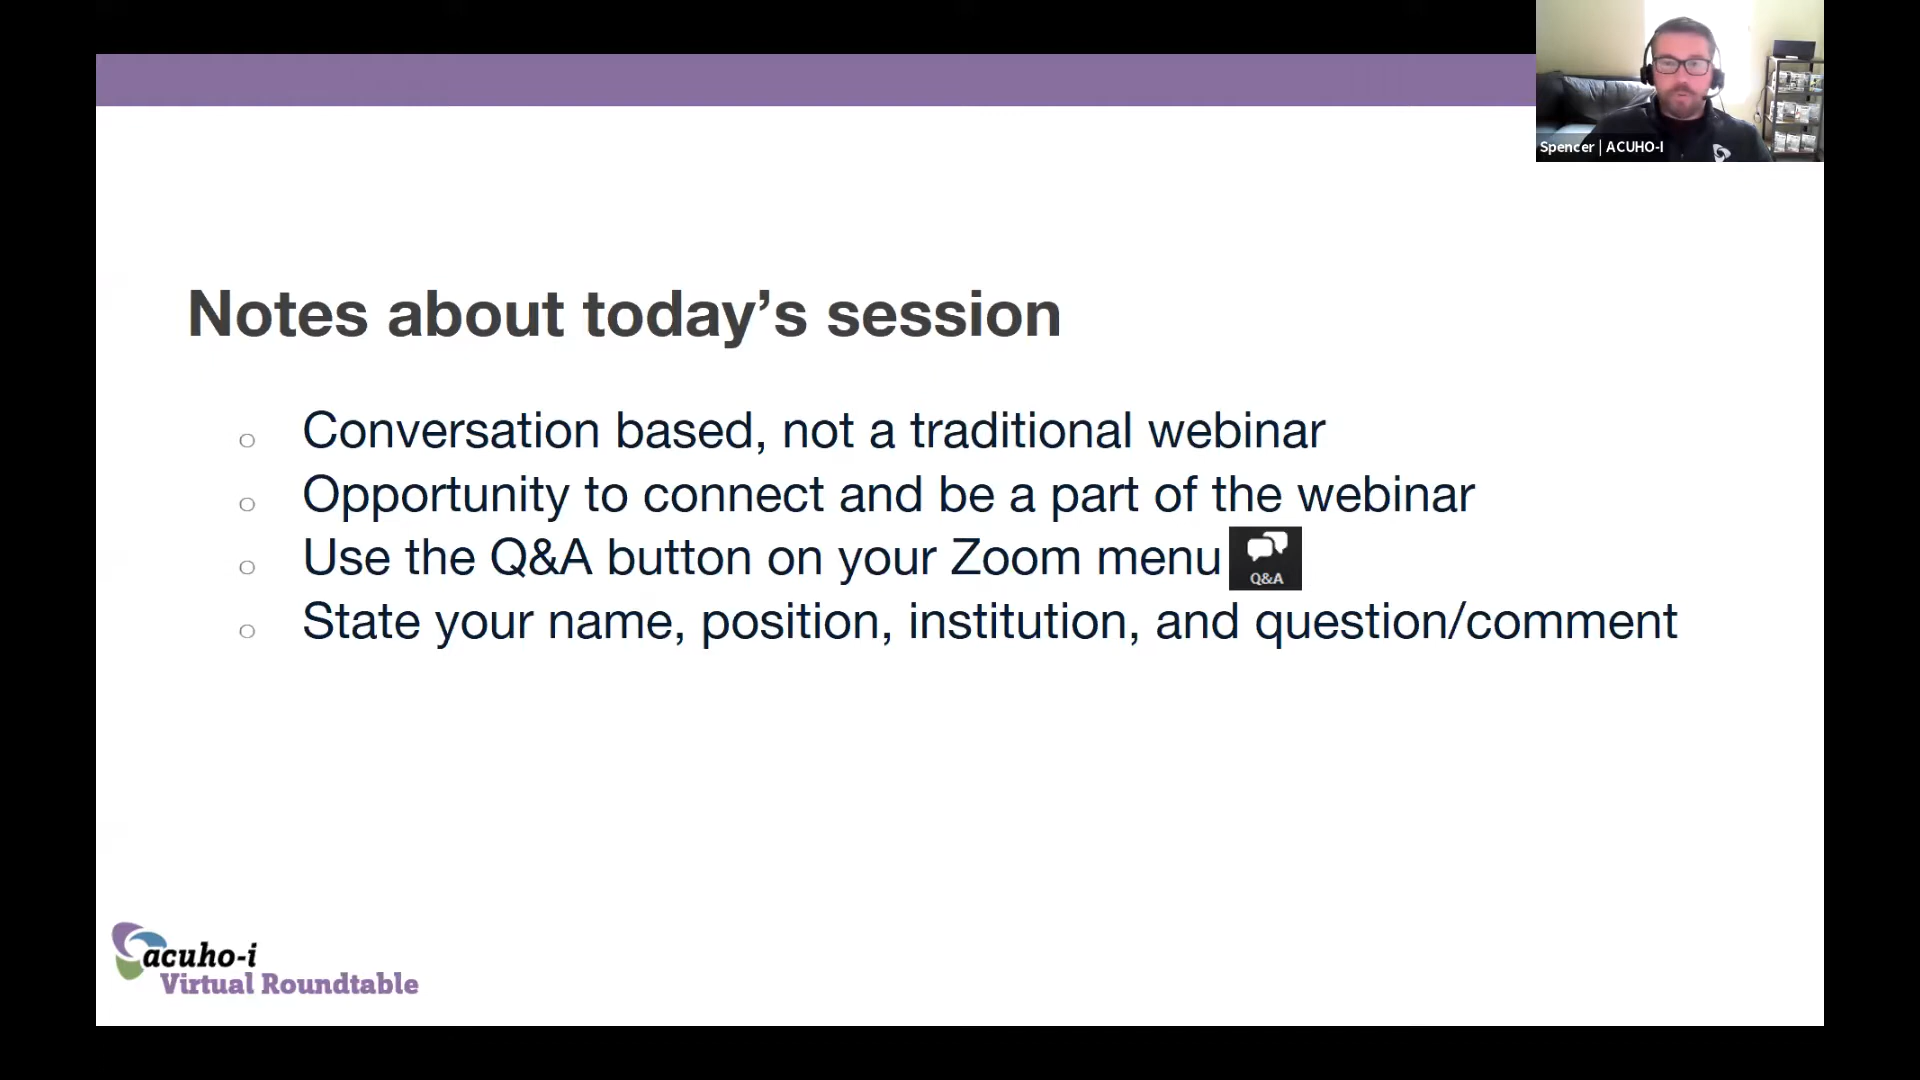 Spencer | ACUHO-I
Notes about today’s session
Conversation based, not a traditional webinar
Opportunity to connect and be a part of the webinar
Use the Q&A button on your Zoom menu
Q&A
State your name, position, institution, and question/comment
acuho-i
Virtual Roundtable